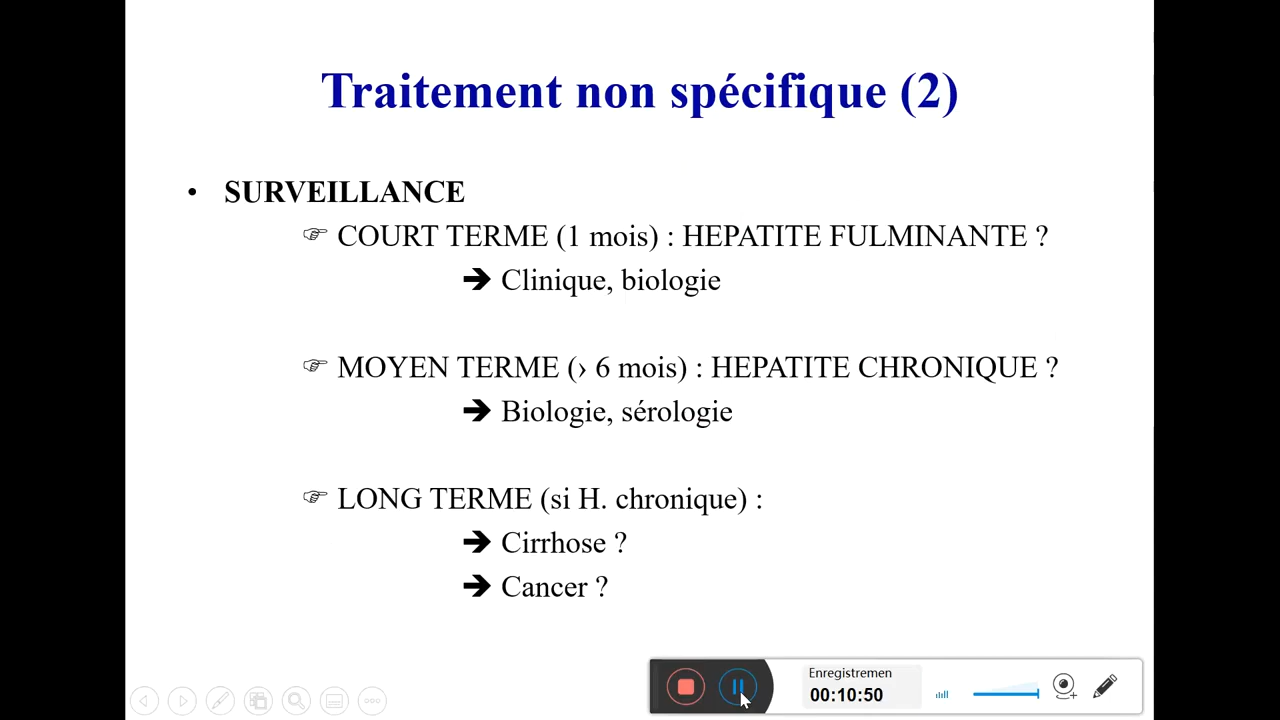 Traitement non spécifique (2)
• SURVEILLANCE
☞ COURT TERME (1 mois) : HEPATITE FULMINANTE ?
➔ Clinique, biologie
☞ MOYEN TERME (› 6 mois) : HEPATITE CHRONIQUE ?
➔ Biologie, sérologie
☞ LONG TERME (si H. chronique) :
➔ Cirrhose ?
➔ Cancer ?
Enregistremen
00:10:50